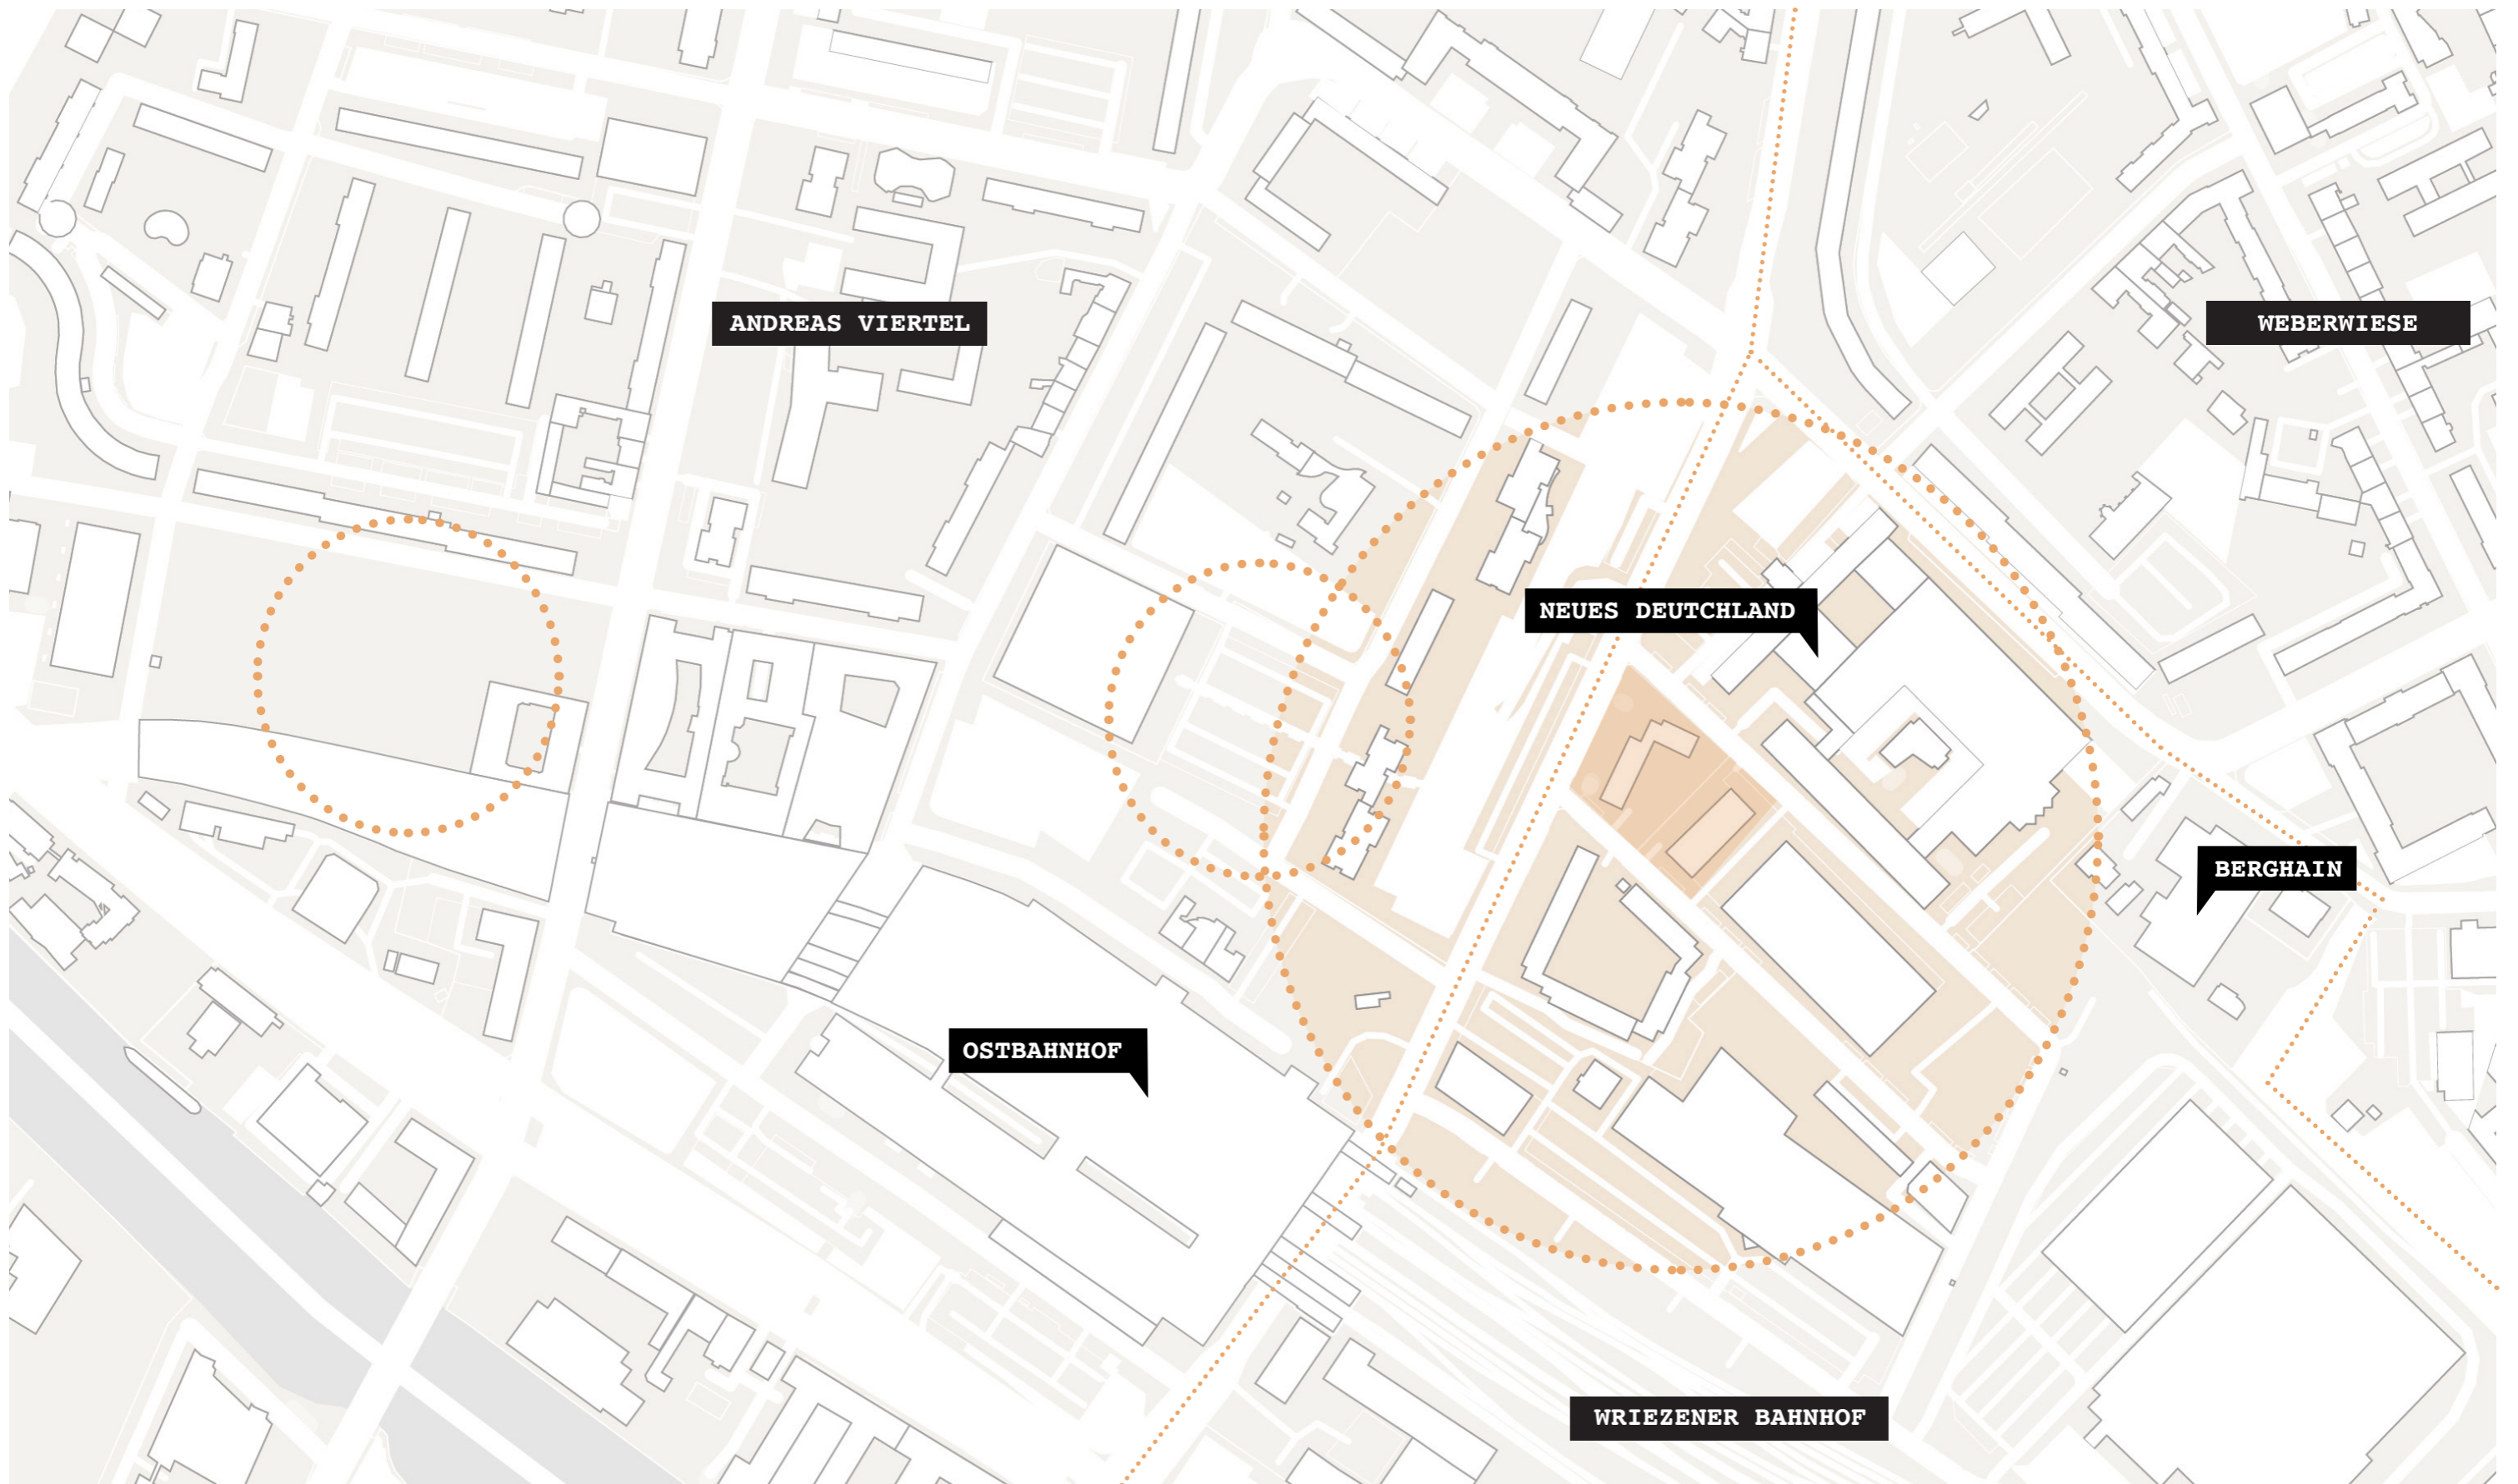 ANDREAS VIERTEL
WEBERWIESE
NEUES DEUTCHLAND
BERGHAIN
OSTBAHNHOF
WRIEZENER BAHNHOF